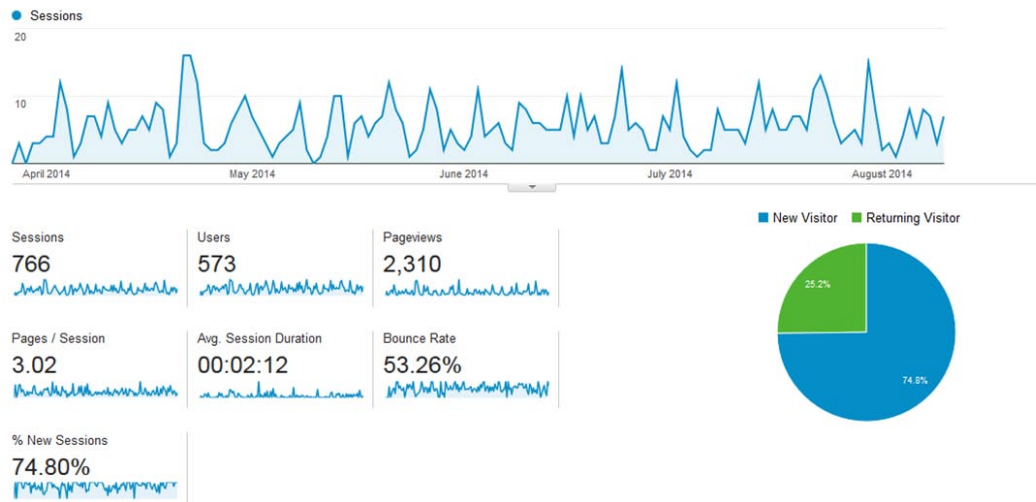 Sessions
20
10
April 2014 May 2014 June 2014 July 2014 August 2014
New Visitor Returning Visitor
Sessions Users Pageviews
766 573 2,310
25.2%
74.8%
Pages / Session Avg. Session Duration Bounce Rate
3.02 00:02:12 53.26%
% New Sessions
74.80%